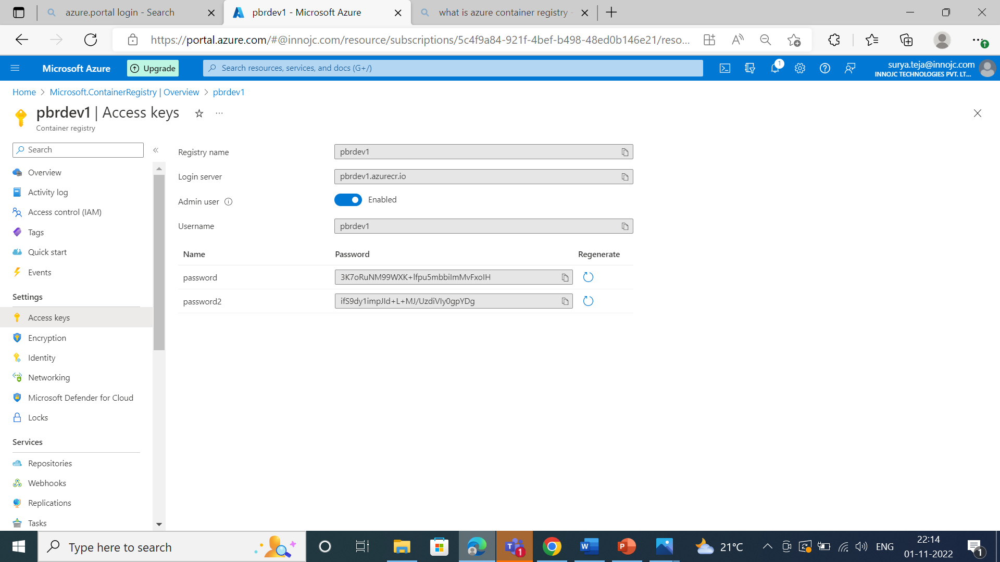 azure.portal login - Search
pbrdev1 - Microsoft Azure
what is azure container registry -
https://portal.azure.com/#@innojc.com/resource/subscriptions/5c4f9a84-921f-4bef-b498-48ed0b146e21/reso...
Microsoft Azure
Upgrade
Search resources, services, and docs (G+/)
1
surya.teja@innojc.com
INNOJC TECHNOLOGIES PVT. LT...
Home > Microsoft.ContainerRegistry | Overview > pbrdev1
pbrdev1 | Access keys
Container registry
Search
Overview
Activity log
Access control (IAM)
Tags
Quick start
Events
Settings
Access keys
Encryption
Identity
Networking
Microsoft Defender for Cloud
Locks
Services
Repositories
Webhooks
Replications
Tasks
Registry name
pbrdev1
Login server
pbrdev1.azurecr.io
Admin user
Enabled
Username
pbrdev1
Name Password Regenerate
password
password2
Type here to search
1
21°C
ENG
22:14
01-11-2022
1